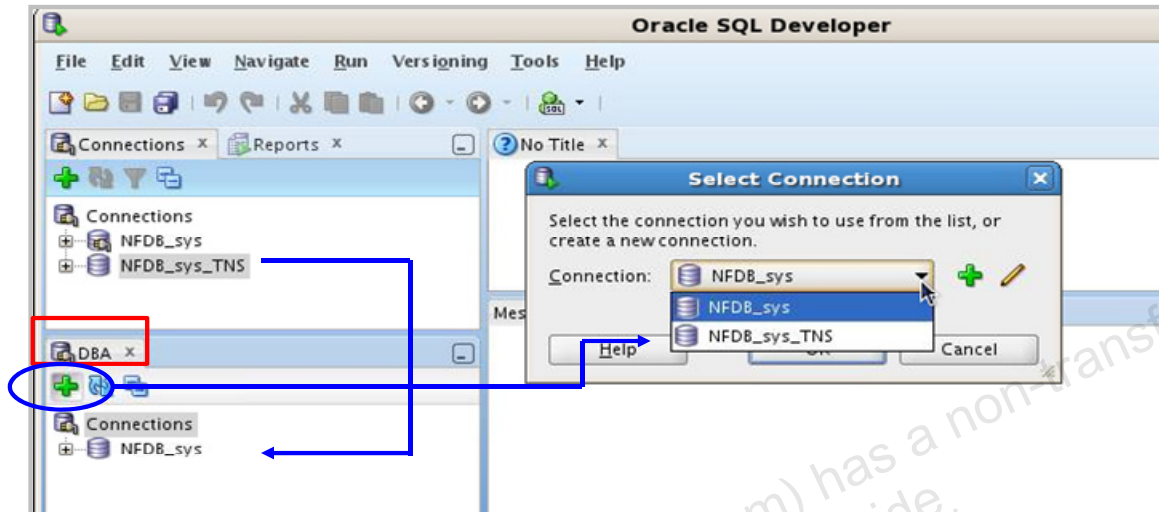 Oracle SQL Developer
File Edit View Navigate Run Versioning Tools Help
SQL
Connections x Reports x
No Title x
Connections
NFDB_sys
NFDB_sys_TNS
Select Connection
Select the connection you wish to use from the list, or
create a new connection.
Connection: NFDB_sys
NFDB_sys
NFDB_sys_TNS
Help Cancel
Mes
DBA x
Connections
NFDB_sys
has a non-transf